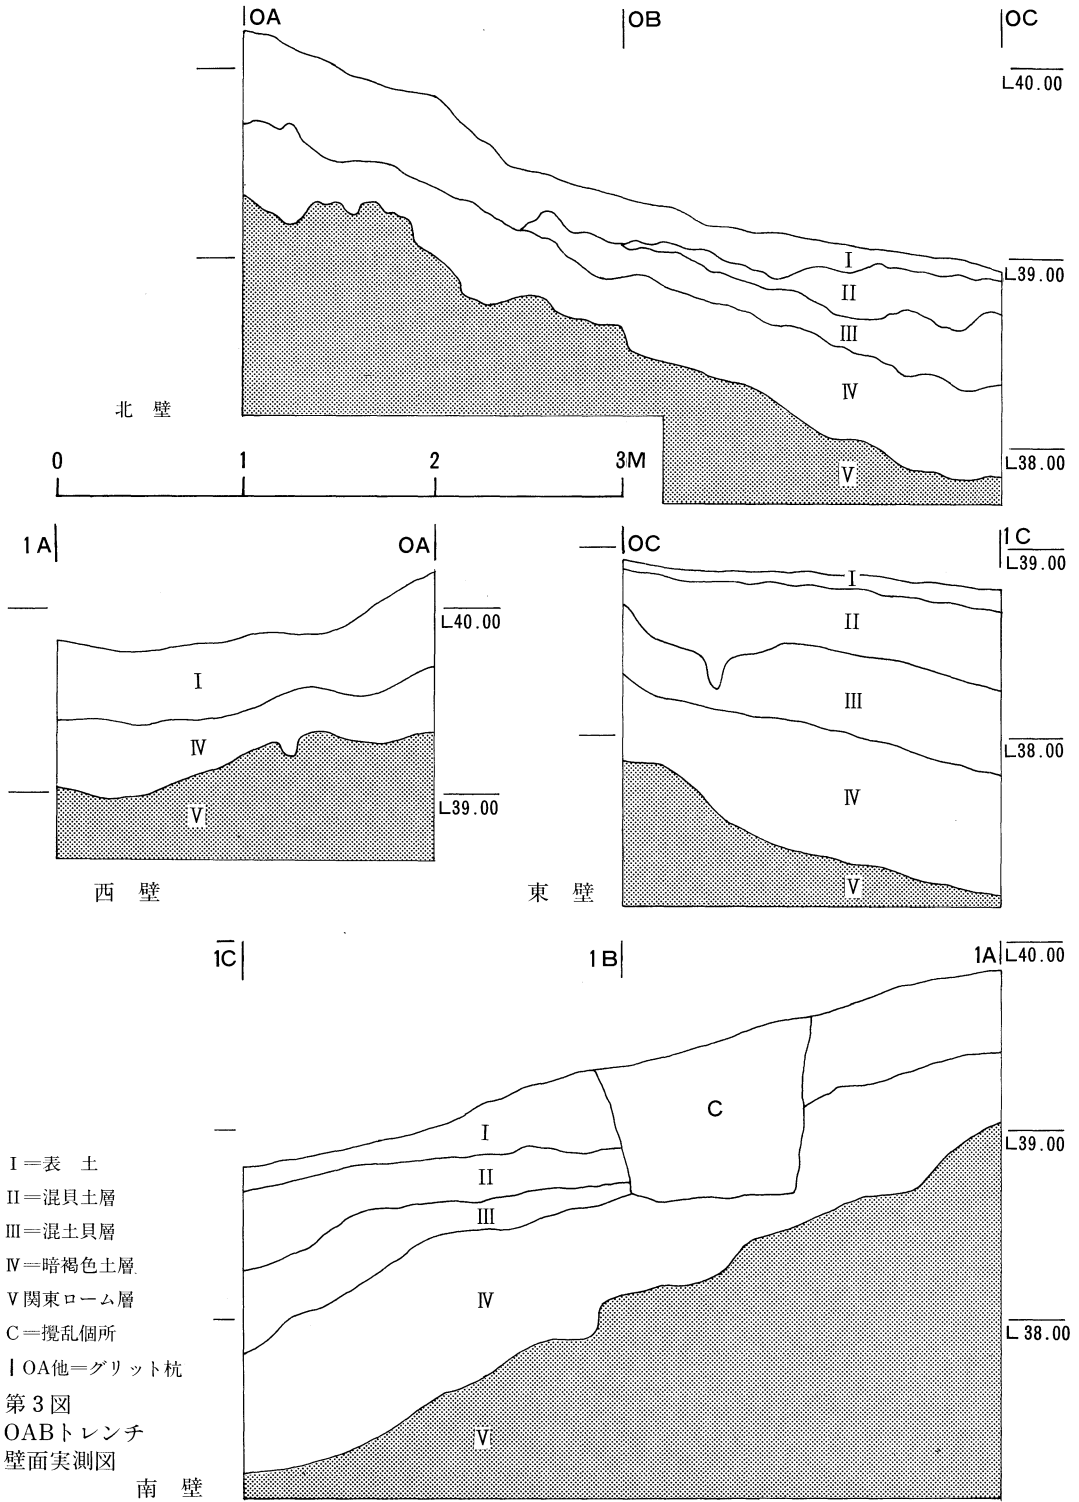 OA
OB
OC
L40.00
I
L39.00
II
III
IV
北 壁
L38.00
V
0 1 2 3M
1A
OA
L40.00
I
IV
L39.00
V
西 壁
OC
1C
L39.00
I
II
III
L38.00
IV
V
東 壁
1C
1B
1A
L40.00
C
I
L39.00
II
III
IV
L38.00
V
I=表 土
II=混貝土層
III=混土貝層
IV=暗褐色土層
V関東ローム層
C=攪乱個所
OA他=グリット杭
第3図
OABトレンチ
壁面実測図
南 壁